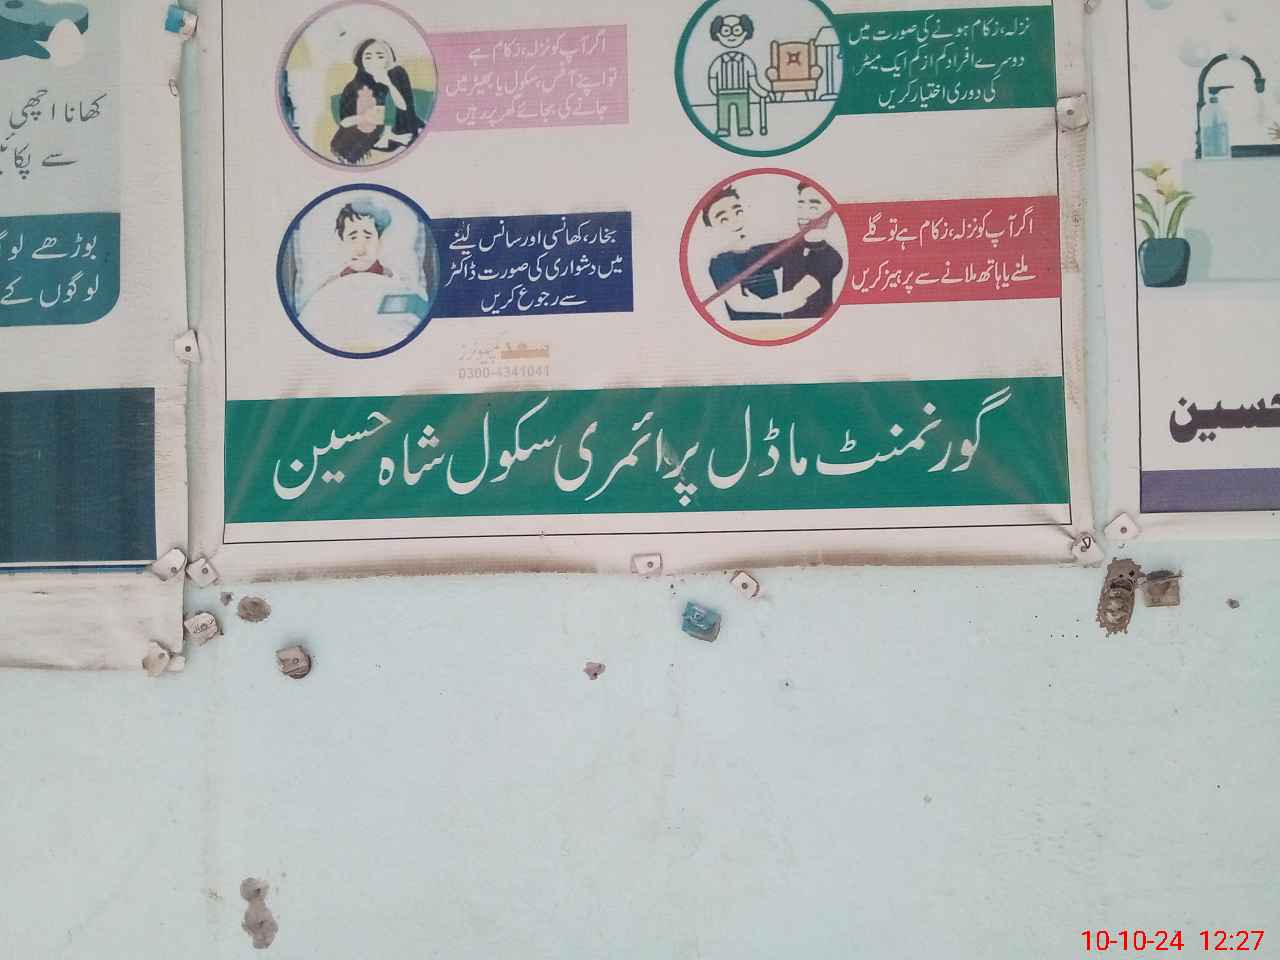 نزلہ، زکام ہونے کی صورت میں
دوسرے افراد کم از کم ایک میٹر
کی دوری اختیار کریں
اگر آپ کو نزلہ، زکام ہے
تو اپنے آفس، سکول یا بھیڑ میں
جانے کی بجائے گھر پر رہیں
اگر آپ کو نزلہ، زکام ہے تو گلے
ملنے یا ہاتھ ملانے سے پرہیز کریں
بخار، کھانسی اور سانس لینے
میں دشواری کی صورت ڈاکٹر
سے رجوع کریں
0300-4341041
گورنمنٹ ماڈل پرائمری سکول شاہ حسین
کھانا اچھی
سے
بوڑھے
لوگوں کے
حسین
10-10-24 12:27